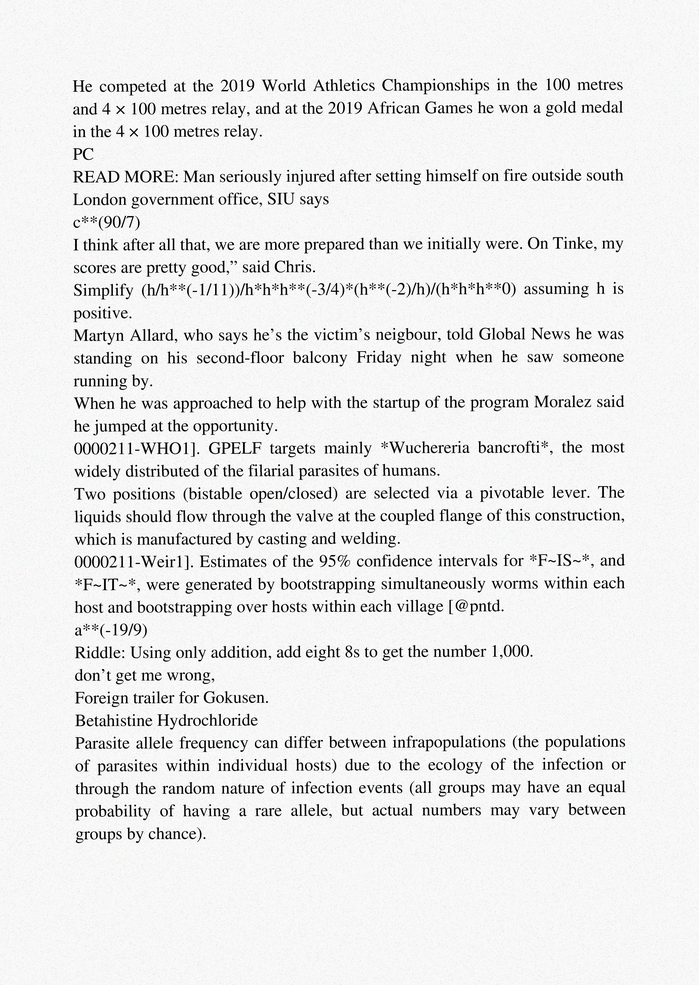 He competed at the 2019 World Athletics Championships in the 100 metres
and 4 × 100 metres relay, and at the 2019 African Games he won a gold medal
in the 4 × 100 metres relay.
PC
READ MORE: Man seriously injured after setting himself on fire outside south
London government office, SIU says
c**(90/7)
I think after all that, we are more prepared than we initially were. On Tinke, my
scores are pretty good,” said Chris.
Simplify (h/h**(-1/11))/h*h*h**(-3/4)*(h**(-2)/h)/(h*h*h**0) assuming h is
positive.
Martyn Allard, who says he’s the victim’s neigbour, told Global News he was
standing on his second-floor balcony Friday night when he saw someone
running by.
When he was approached to help with the startup of the program Moralez said
he jumped at the opportunity.
0000211-WHO1]. GPELF targets mainly *Wuchereria bancrofti*, the most
widely distributed of the filarial parasites of humans.
Two positions (bistable open/closed) are selected via a pivotable lever. The
liquids should flow through the valve at the coupled flange of this construction,
which is manufactured by casting and welding.
0000211-Weir1]. Estimates of the 95% confidence intervals for *F~IS~*, and
*F~IT~*, were generated by bootstrapping simultaneously worms within each
host and bootstrapping over hosts within each village [@pntd.
a**(-19/9)
Riddle: Using only addition, add eight 8s to get the number 1,000.
don’t get me wrong,
Foreign trailer for Gokusen.
Betahistine Hydrochloride
Parasite allele frequency can differ between infrapopulations (the populations
of parasites within individual hosts) due to the ecology of the infection or
through the random nature of infection events (all groups may have an equal
probability of having a rare allele, but actual numbers may vary between
groups by chance).